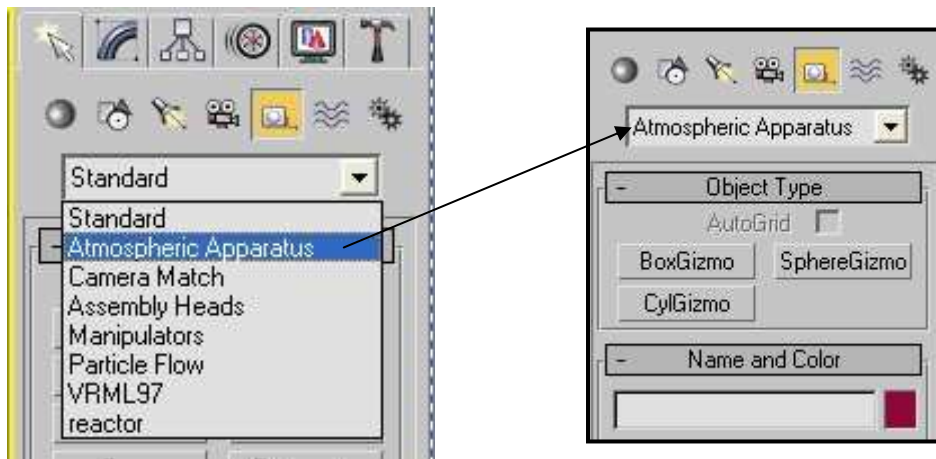 Standard
Standard
Atmospheric Apparatus
Camera Match
Assembly Heads
Manipulators
Particle Flow
VRML97
reactor
Atmospheric Apparatus
- Object Type
AutoGrid
BoxGizmo SphereGizmo
CylGizmo
- Name and Color